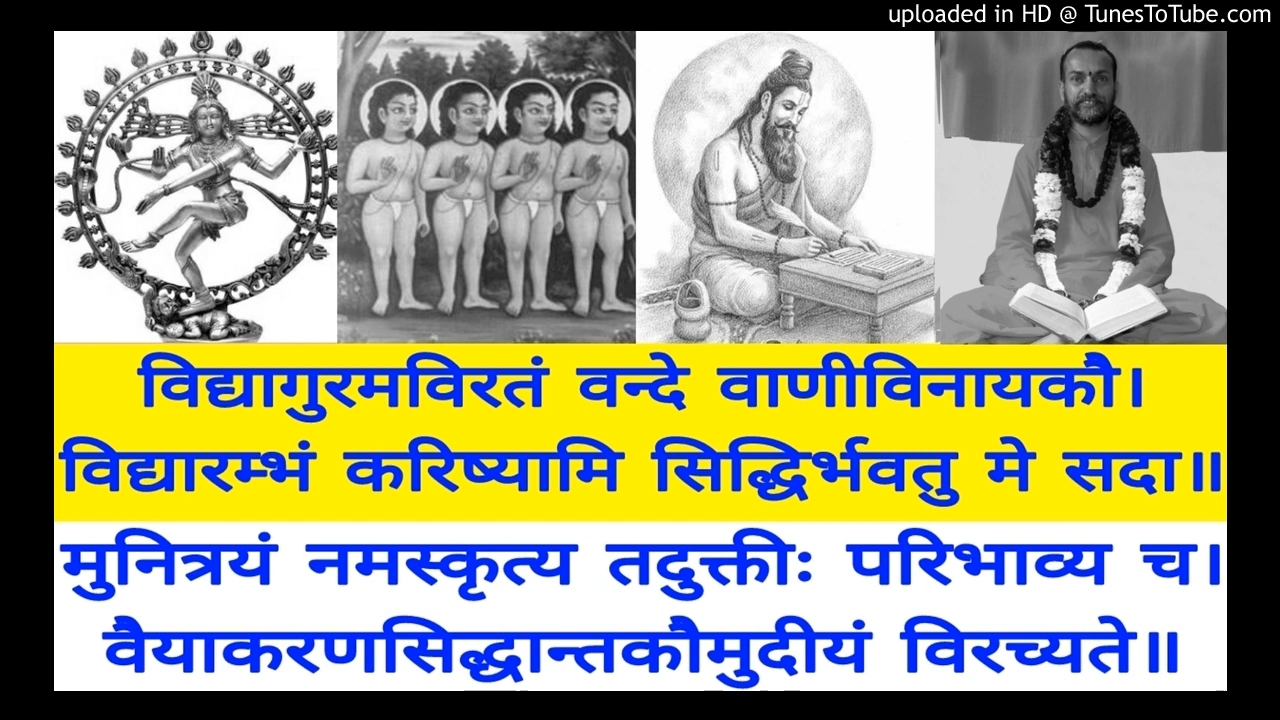 uploaded in HD @ TunesToTube.com
विद्यागुरमविरतं वन्दे वाणीविनायकौ।
विद्यारम्भं करिष्यामि सिद्धिर्भवतु मे सदा॥
मुनित्रयं नमस्कृत्य तदुक्तीः परिभाव्य च।
वैयाकरणसिद्धान्तकौमुदीयं विरच्यते॥